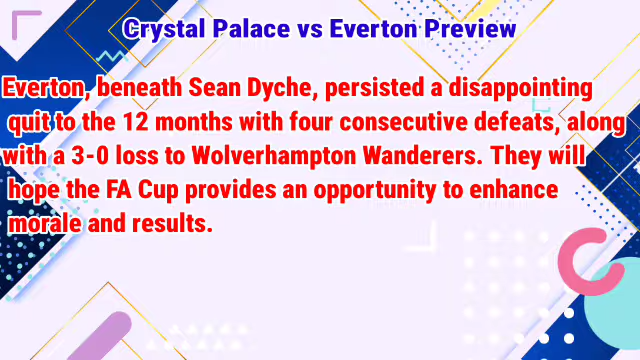 Crystal Palace vs Everton Preview
Everton, beneath Sean Dyche, persisted a disappointing
quit to the 12 months with four consecutive defeats, along
with a 3-0 loss to Wolverhampton Wanderers. They will
hope the FA Cup provides an opportunity to enhance
morale and results.